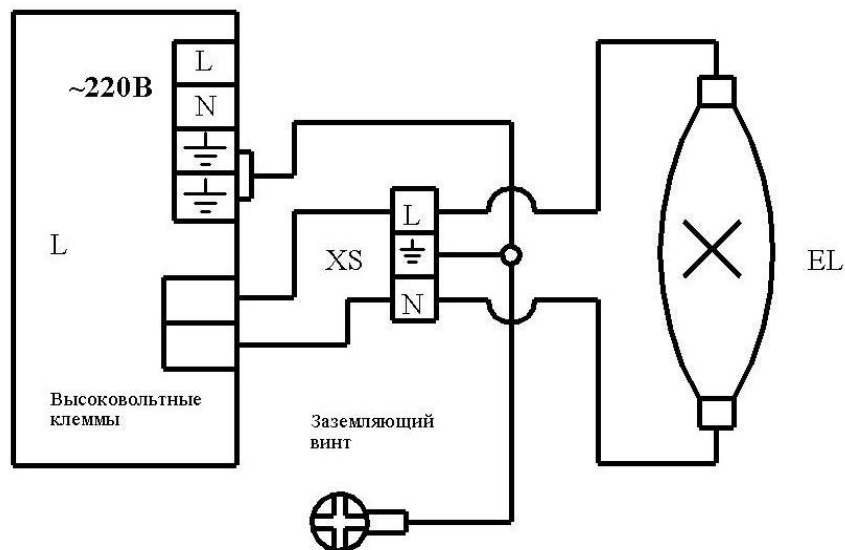 L
~220В
N
L
XS
L
N
EL
Высоковольтные
клеммы
Заземляющий
винт